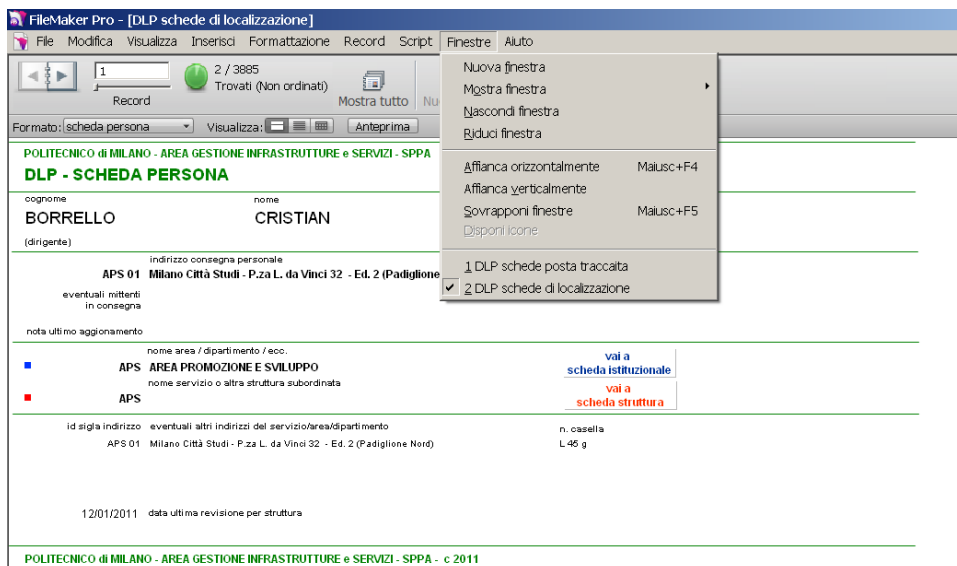 FileMaker Pro - [DLP schede di localizzazione]
File Modifica Visualizza Inserisci Formattazione Record Script Finestre Aiuto
1
2 / 3885
Trovati (Non ordinati)
Record
Mostra tutto
Formato: scheda persona Visualizza: Anteprima
Nuova finestra
Mostra finestra
Nascondi finestra
Riduci finestra
Affianca orizzontalmente Maiusc+F4
Affianca verticalmente
Sovrapponi finestre Maiusc+F5
Disponi icone
1 DLP schede posta traccaita
2 DLP schede di localizzazione
POLITECNICO di MILANO - AREA GESTIONE INFRASTRUTTURE e SERVIZI - SPPA
DLP - SCHEDA PERSONA
cognome nome
BORRELLO CRISTIAN
(dirigente)
indirizzo consegna personale
APS 01 Milano Città Studi - P.za L. da Vinci 32 - Ed. 2 (Padiglione
eventuali mittenti
in consegna
nota ultimo aggionamento
nome area / dipartimento / ecc.
APS AREA PROMOZIONE E SVILUPPO
nome servizio o altra struttura subordinata
APS
vai a
scheda istituzionale
vai a
scheda struttura
id sigla indirizzo eventuali altri indirizzi del servizio/area/dipartimento n. casella
APS 01 Milano Città Studi - P.za L. da Vinci 32 - Ed. 2 (Padiglione Nord) L 45 g
12/01/2011 data ultima revisione per struttura
POLITECNICO di MILANO - AREA GESTIONE INFRASTRUTTURE e SERVIZI - SPPA - c 2011